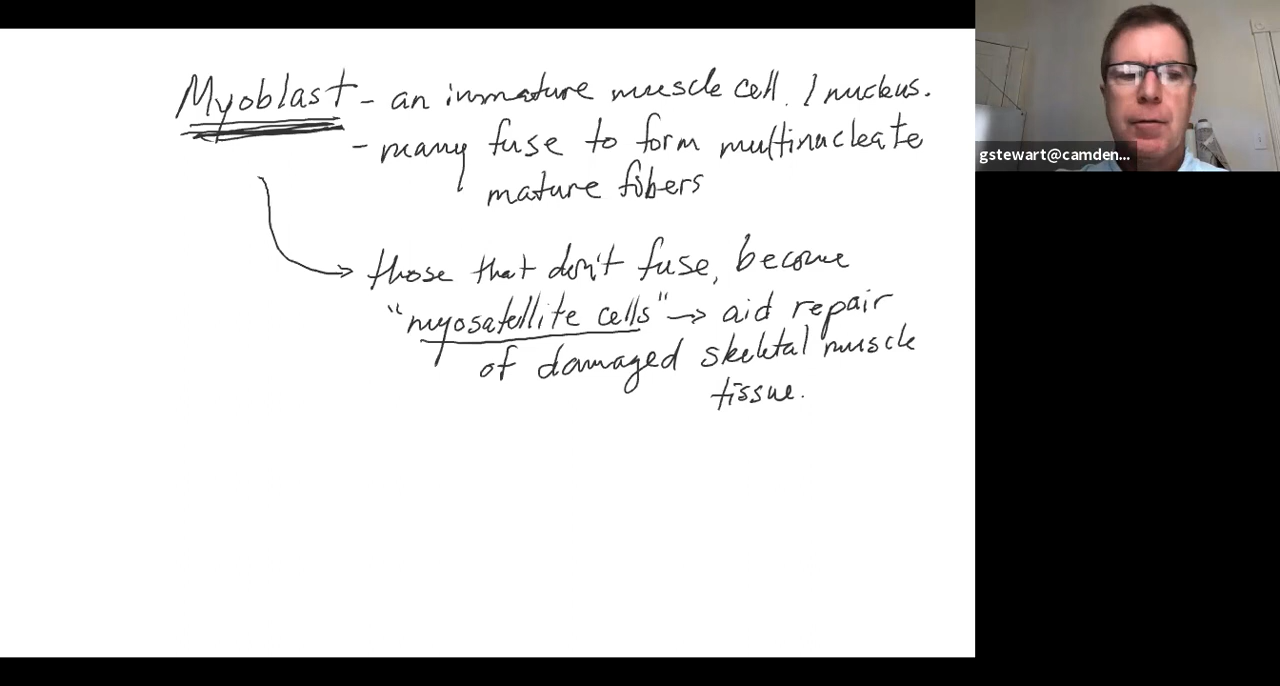 Myoblast - an immature muscle cell. 1 nucleus.
- many fuse to form multinucleate
mature fibers
those that don't fuse, become
"myosatellite cells" → aid repair
of damaged skeletal muscle
tissue.
gstewart@camden...